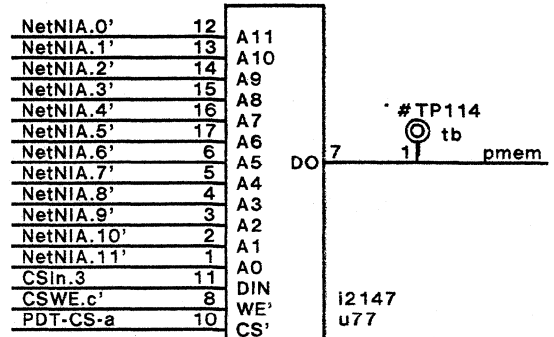 NetNIA.0' 12 A11
NetNIA.1' 13 A10
NetNIA.2' 14 A9
NetNIA.3' 15 A8
NetNIA.4' 16 A7
NetNIA.5' 17 A6
NetNIA.6' 6 A5 DO 7 1 pmem
NetNIA.7' 5 A4
NetNIA.8' 4 A3
NetNIA.9' 3 A2
NetNIA.10' 2 A1
NetNIA.11' 1 A0
CSIn.3 11 DIN
CSWE.c' 8 WE'
PDT-CS-a 10 CS'
#TP114
tb
i2147
u77